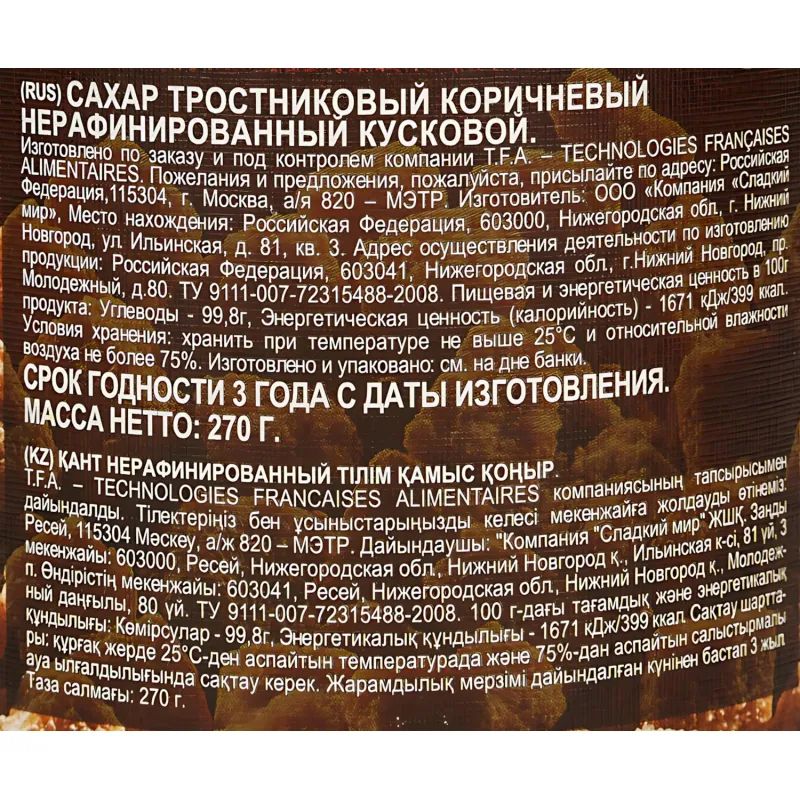 (RUS) САХАР ТРОСТНИКОВЫЙ КОРИЧНЕВЫЙ
НЕРАФИНИРОВАННЫЙ КУСКОВОЙ.
Изготовлено по заказу и под контролем компании T.F.A. – TECHNOLOGIES FRANÇAISES
ALIMENTAIRES. Пожелания и предложения, пожалуйста, присылайте по адресу: Российская
Федерация,115304, г. Москва, а/я 820 – МЭТР. Изготовитель: ООО «Компания «Сладкий
мир», Место нахождения: Российская Федерация, 603000, Нижегородская обл, г. Нижний
Новгород, ул. Ильинская, д. 81, кв. 3. Адрес осуществления деятельности по изготовлению
продукции: Российская Федерация, 603041, Нижегородская обл, г.Нижний Новгород, пр.
Молодежный, д.80. ТУ 9111-007-72315488-2008. Пищевая и энергетическая ценность в 100г
продукта: Углеводы - 99,8г, Энергетическая ценность (калорийность) - 1671 кДж/399 ккал.
Условия хранения: хранить при температуре не выше 25°С и относительной влажности
воздуха не более 75%. Изготовлено и упаковано: см. на дне банки.
СРОК ГОДНОСТИ 3 ГОДА С ДАТЫ ИЗГОТОВЛЕНИЯ.
МАССА НЕТТО: 270 Г.
(KZ) ҚАНТ НЕРАФИНИРОВАННЫЙ ТІЛІМ ҚАМЫС ҚОҢЫР.
T.F.A. – TECHNOLOGIES FRANCAISES ALIMENTAIRES компаниясының тапсырысымен
дайындалды. Тілектеріңіз бен ұсыныстарыңызды келесі мекенжайға жолдауды өтінеміз:
Ресей, 115304 Мәскеу, а/ж 820 – МЭТР. Дайындаушы: "Компания "Сладкий мир" ЖШҚ. Заңды
мекенжайы: 603000, Ресей, Нижегородская обл, Нижний Новгород қ., Ильинская к-сі, 81 үй, 3
п. Өндірістің мекенжайы: 603041, Ресей, Нижегородская обл, Нижний Новгород қ., Молодеж-
ный даңғылы, 80 үй. ТУ 9111-007-72315488-2008. 100 г-дағы тағамдық және энергетикалық
құндылығы: Көмірсулар - 99,8г, Энергетикалық құндылығы - 1671 кДж/399 ккал. Сақтау шартта-
ры: құрғақ жерде 25°С-ден аспайтын температурада және 75%-дан аспайтын салыстырмалы
ауа ылғалдылығында сақтау керек. Жарамдылық мерзімі дайындалған күнінен бастап 3 жыл.
Таза салмағы: 270 г.